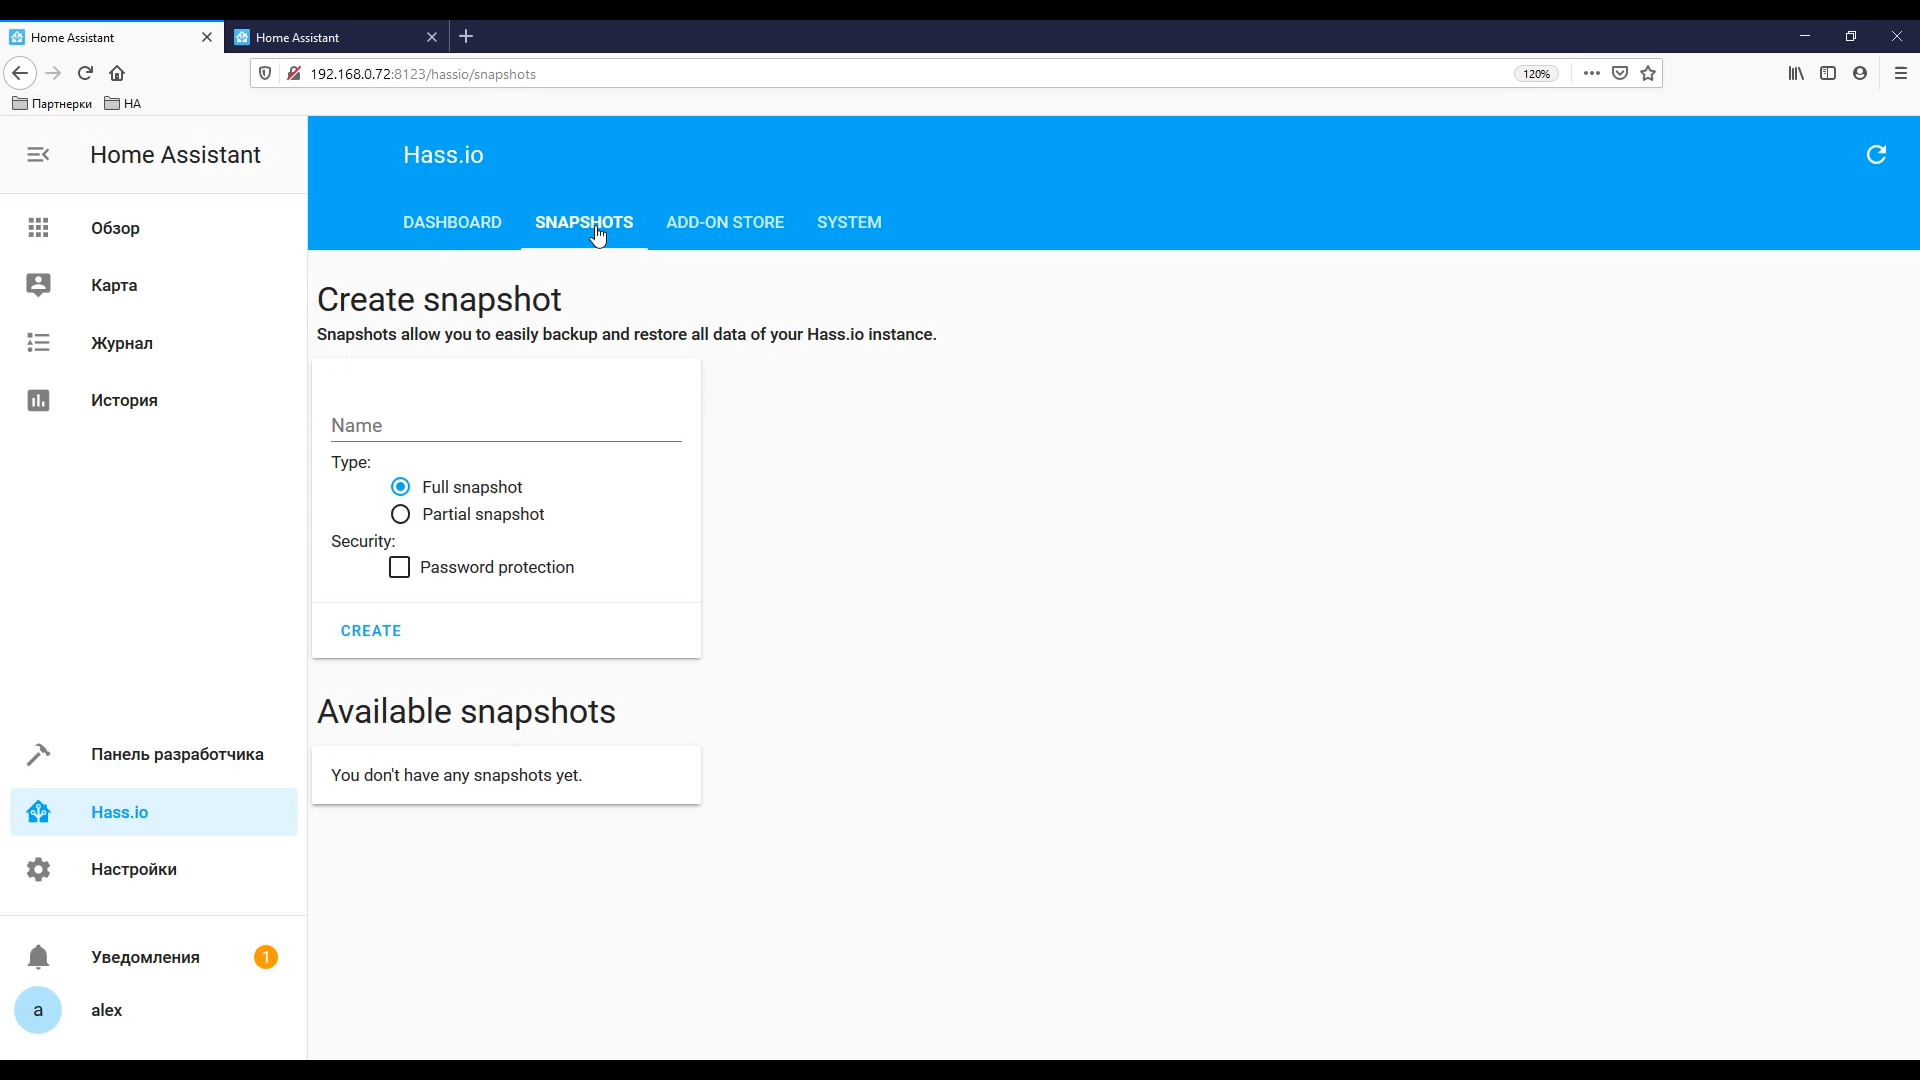 Home Assistant
Home Assistant
192.168.0.72:8123/hassio/snapshots
120%
Партнерки
НА
Home Assistant
Hass.io
DASHBOARD
SNAPSHOTS
ADD-ON STORE
SYSTEM
Обзор
Карта
Журнал
История
Create snapshot
Snapshots allow you to easily backup and restore all data of your Hass.io instance.
Name
Type:
Full snapshot
Partial snapshot
Security:
Password protection
CREATE
Available snapshots
You don't have any snapshots yet.
Панель разработчика
Hass.io
Настройки
Уведомления
1
a
alex